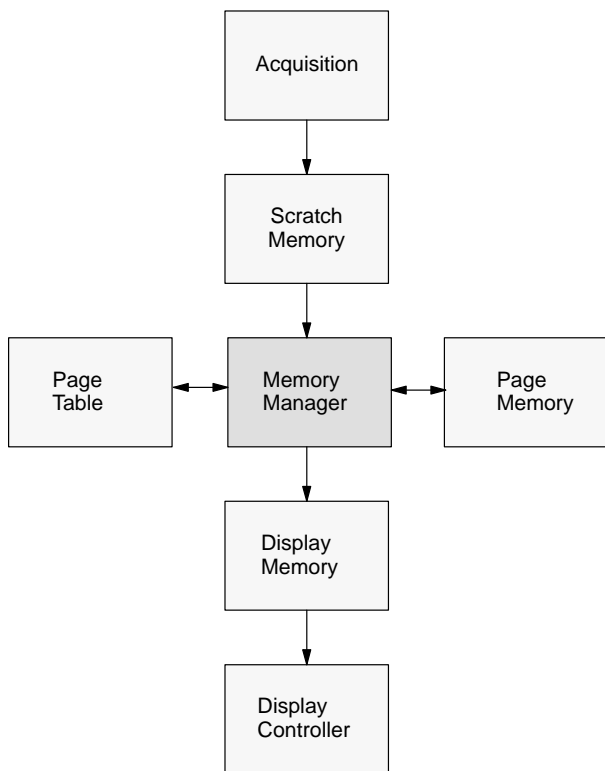 Acquisition
Scratch
Memory
Page
Table
Memory
Manager
Page
Memory
Display
Memory
Display
Controller